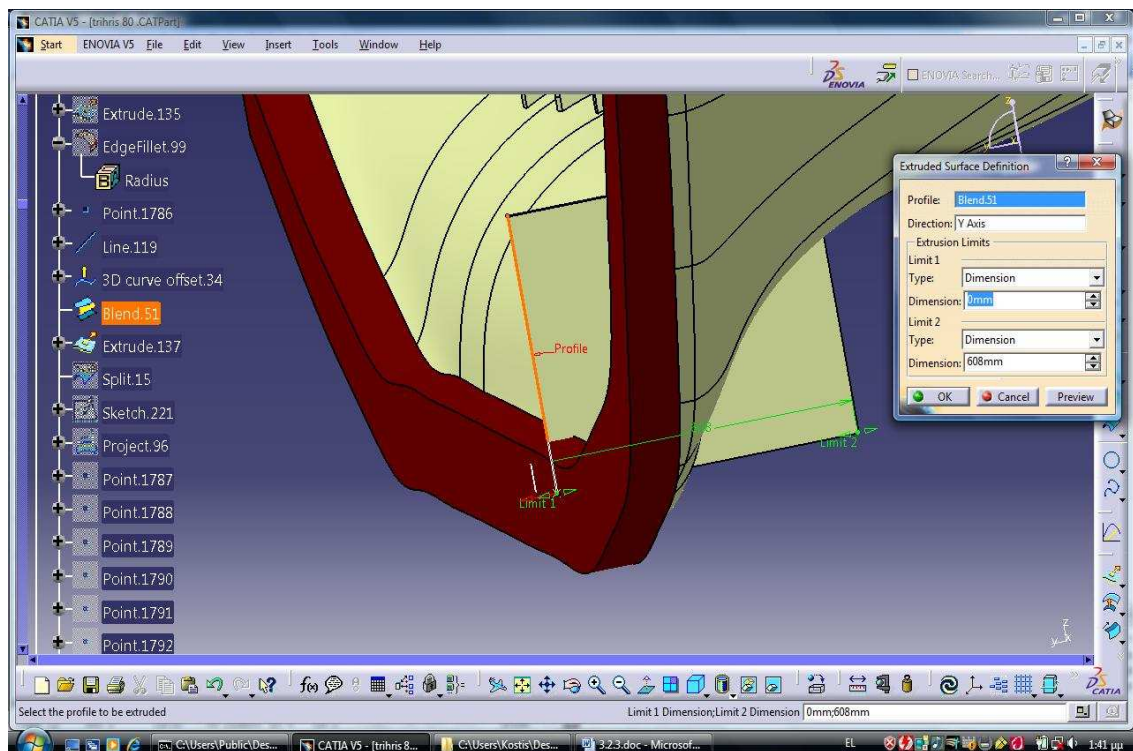 CATIA V5 - [trihris 80 .CATPart]
Start ENOVIA V5 File Edit View Insert Tools Window Help
ENOVIA
ENOVIA Search...
Extrude.135
EdgeFillet.99
Radius
Point.1786
Line.119
3D curve offset.34
Blend.51
Extrude.137
Split.15
Sketch.221
Project.96
Point.1787
Point.1788
Point.1789
Point.1790
Point.1791
Point.1792
Profile
Limit 1
Limit 2
Z
Extruded Surface Definition
Profile: Blend.51
Direction: Y Axis
Extrusion Limits
Limit1
Type: Dimension
Dimension: 0mm
Limit 2
Type: Dimension
Dimension: 608mm
OK Cancel Preview
z
y x
f(x)
CATIA
Select the profile to be extruded
Limit 1 Dimension;Limit 2 Dimension 0mm;608mm
C:\Users\Public\Des...
CATIA V5 - [trihris 8...
C:\Users\Kostis\Des...
3.2.3.doc - Microsof...
EL
1:41 μμ